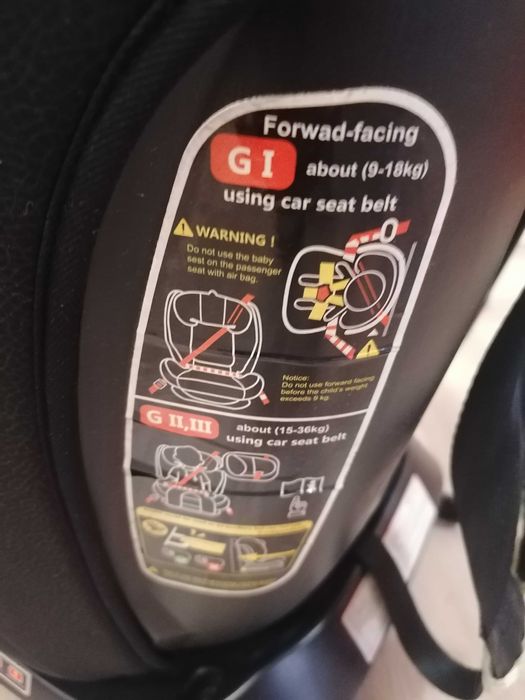 Forwad-facing
G I
about (9-18kg)
using car seat belt
WARNING !
Do not use the baby
sest on the passenger
seat with air bag.
Notice:
Do not use forward facing
before the child's weight
exceeds 9 kg.
G II,III
about (15-36kg)
using car seat belt